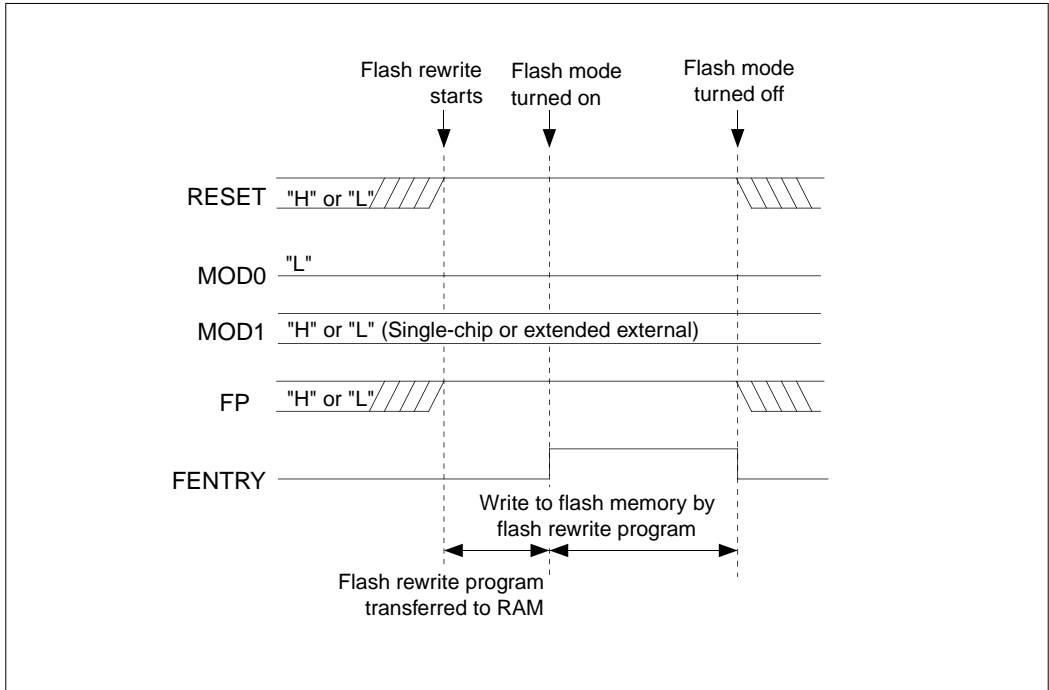 Flash rewrite
starts
Flash mode
turned on
Flash mode
turned off
RESET "H" or "L"
MOD0 "L"
MOD1 "H" or "L" (Single-chip or extended external)
FP "H" or "L"
FENTRY
Write to flash memory by
flash rewrite program
Flash rewrite program
transferred to RAM